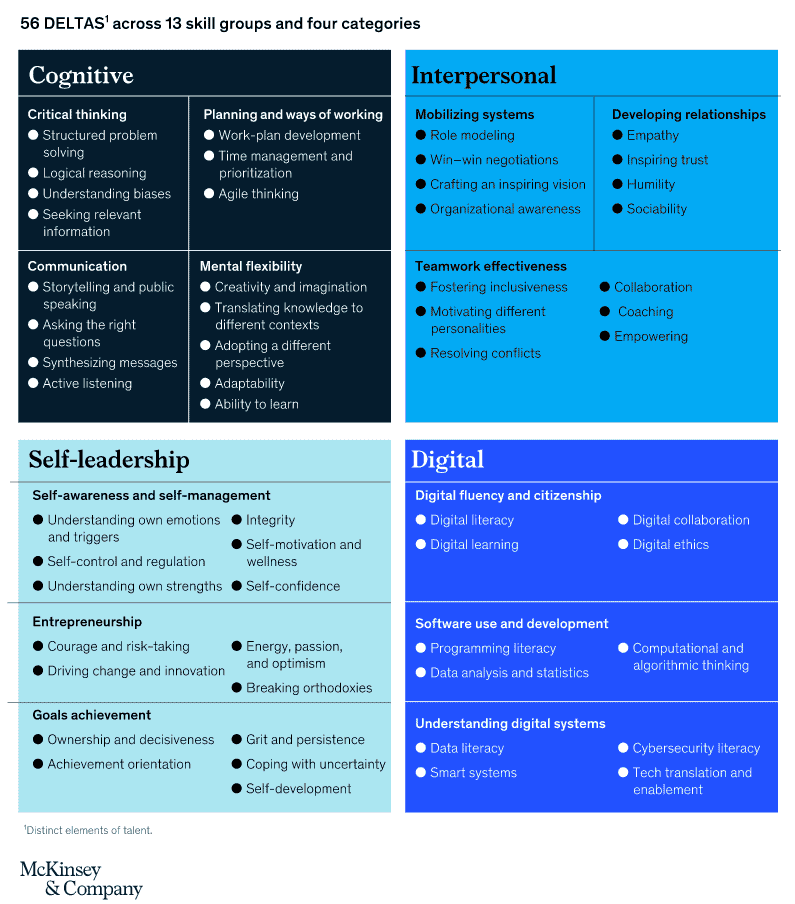 56 DELTAS¹ across 13 skill groups and four categories
Cognitive
Critical thinking
Structured problem
solving
Logical reasoning
Understanding biases
Seeking relevant
information
Planning and ways of working
Work-plan development
Time management and
prioritization
Agile thinking
Communication
Storytelling and public
speaking
Asking the right
questions
Synthesizing messages
Active listening
Mental flexibility
Creativity and imagination
Translating knowledge to
different contexts
Adopting a different
perspective
Adaptability
Ability to learn
Interpersonal
Mobilizing systems
Role modeling
Win–win negotiations
Crafting an inspiring vision
Organizational awareness
Developing relationships
Empathy
Inspiring trust
Humility
Sociability
Teamwork effectiveness
Fostering inclusiveness
Motivating different
personalities
Resolving conflicts
Collaboration
Coaching
Empowering
Self-leadership
Self-awareness and self-management
Understanding own emotions
and triggers
Self-control and regulation
Understanding own strengths
Integrity
Self-motivation and
wellness
Self-confidence
Entrepreneurship
Courage and risk-taking
Driving change and innovation
Energy, passion,
and optimism
Breaking orthodoxies
Goals achievement
Ownership and decisiveness
Achievement orientation
Grit and persistence
Coping with uncertainty
Self-development
Digital
Digital fluency and citizenship
Digital literacy
Digital learning
Digital collaboration
Digital ethics
Software use and development
Programming literacy
Data analysis and statistics
Computational and
algorithmic thinking
Understanding digital systems
Data literacy
Smart systems
Cybersecurity literacy
Tech translation and
enablement
¹Distinct elements of talent.
McKinsey
& Company